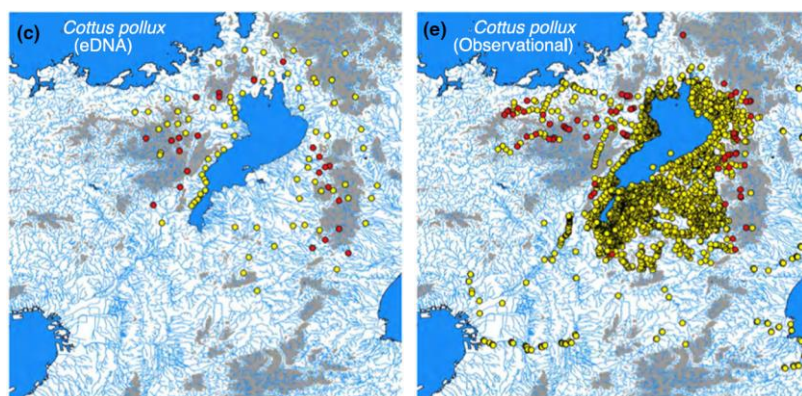 (c)
Cottus pollux
(eDNA)
(e)
Cottus pollux
(Observational)